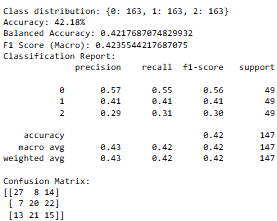 Class distribution: {0: 163, 1: 163, 2: 163}
Accuracy: 42.18%
Balanced Accuracy: 0.4217687074829932
F1 Score (Macro): 0.4235544217687075
Classification Report:
precision recall f1-score support
0 0.57 0.55 0.56 49
1 0.41 0.41 0.41 49
2 0.29 0.31 0.30 49
accuracy 0.42 147
macro avg 0.43 0.42 0.42 147
weighted avg 0.43 0.42 0.42 147
Confusion Matrix:
[[27 8 14]
[ 7 20 22]
[13 21 15]]